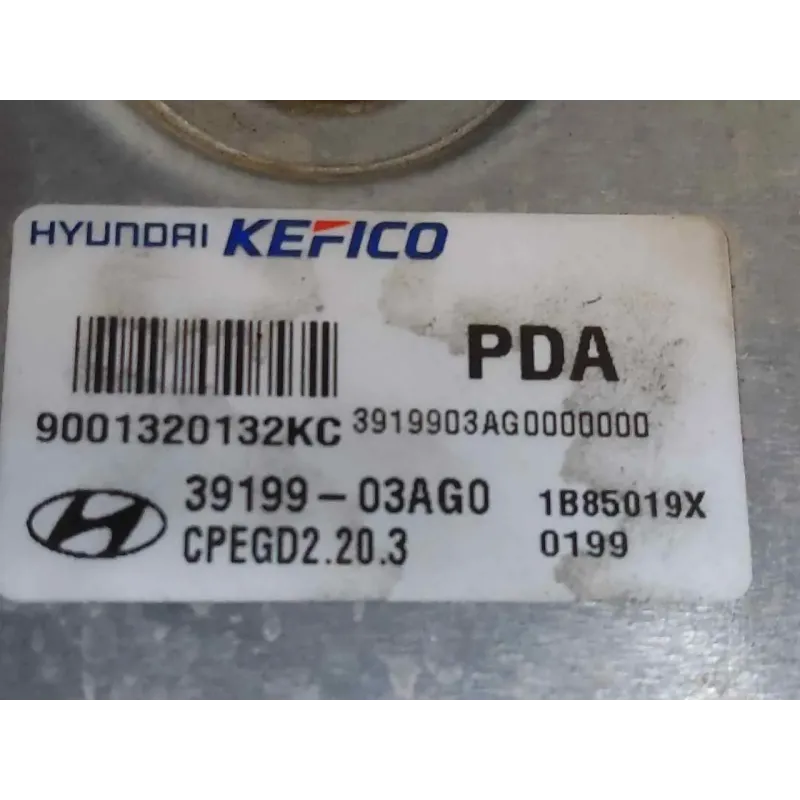 HYUNDAI KEFICO
PDA
9001320132KC 3919903AG0000000
39199-03AG0 1B85019X
CPEGD2.20.3 0199